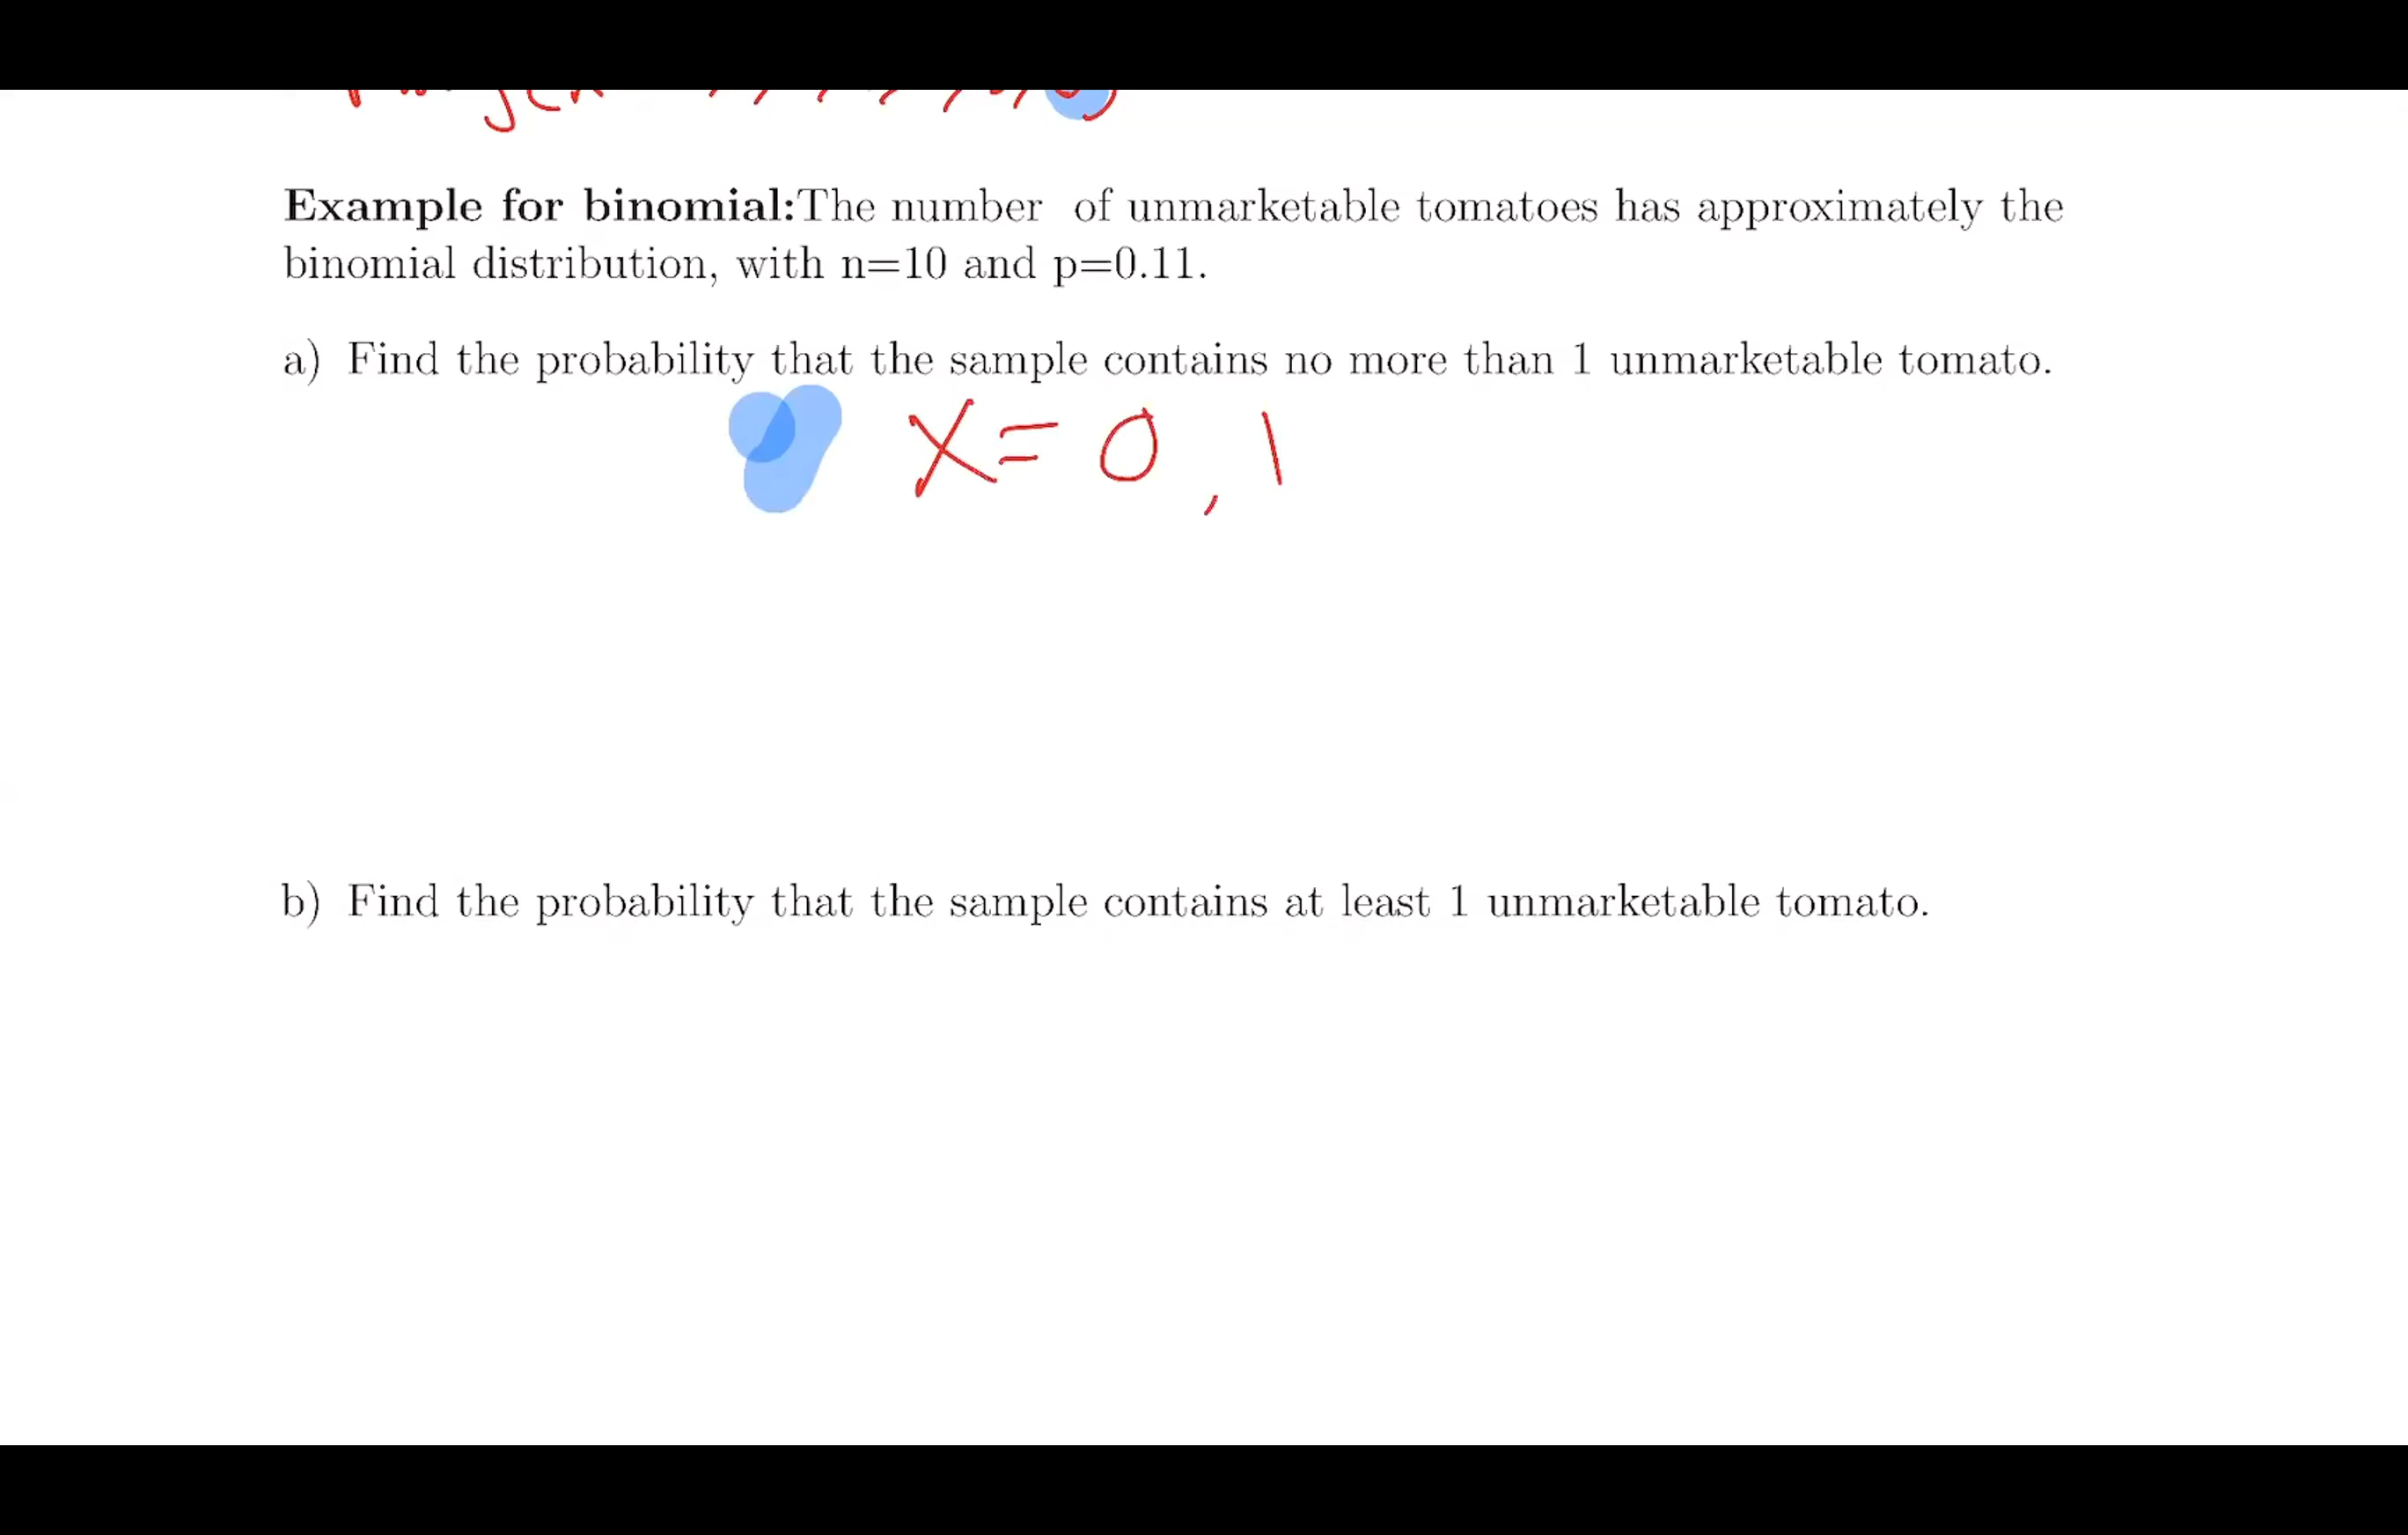 Example for binomial:The number of unmarketable tomatoes has approximately the
binomial distribution, with n=10 and p=0.11.
a) Find the probability that the sample contains no more than 1 unmarketable tomato.
X= 0, 1
b) Find the probability that the sample contains at least 1 unmarketable tomato.